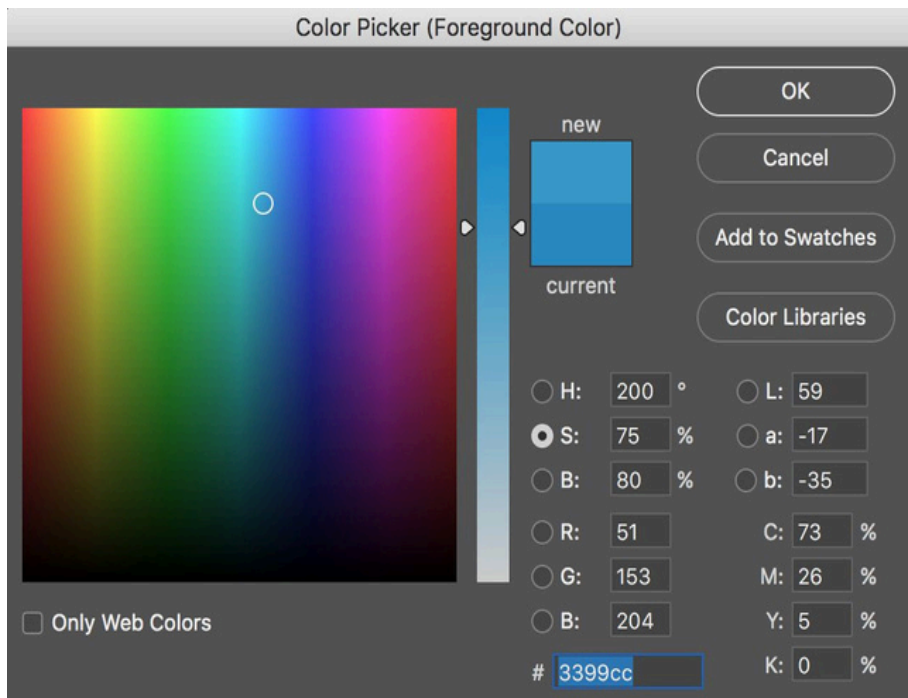 Color Picker (Foreground Color)
new
current
OK
Cancel
Add to Swatches
Color Libraries
H: 200 °
S: 75 %
B: 80 %
R: 51
G: 153
B: 204
# 3399cc
L: 59
a: -17
b: -35
C: 73 %
M: 26 %
Y: 5 %
K: 0 %
Only Web Colors